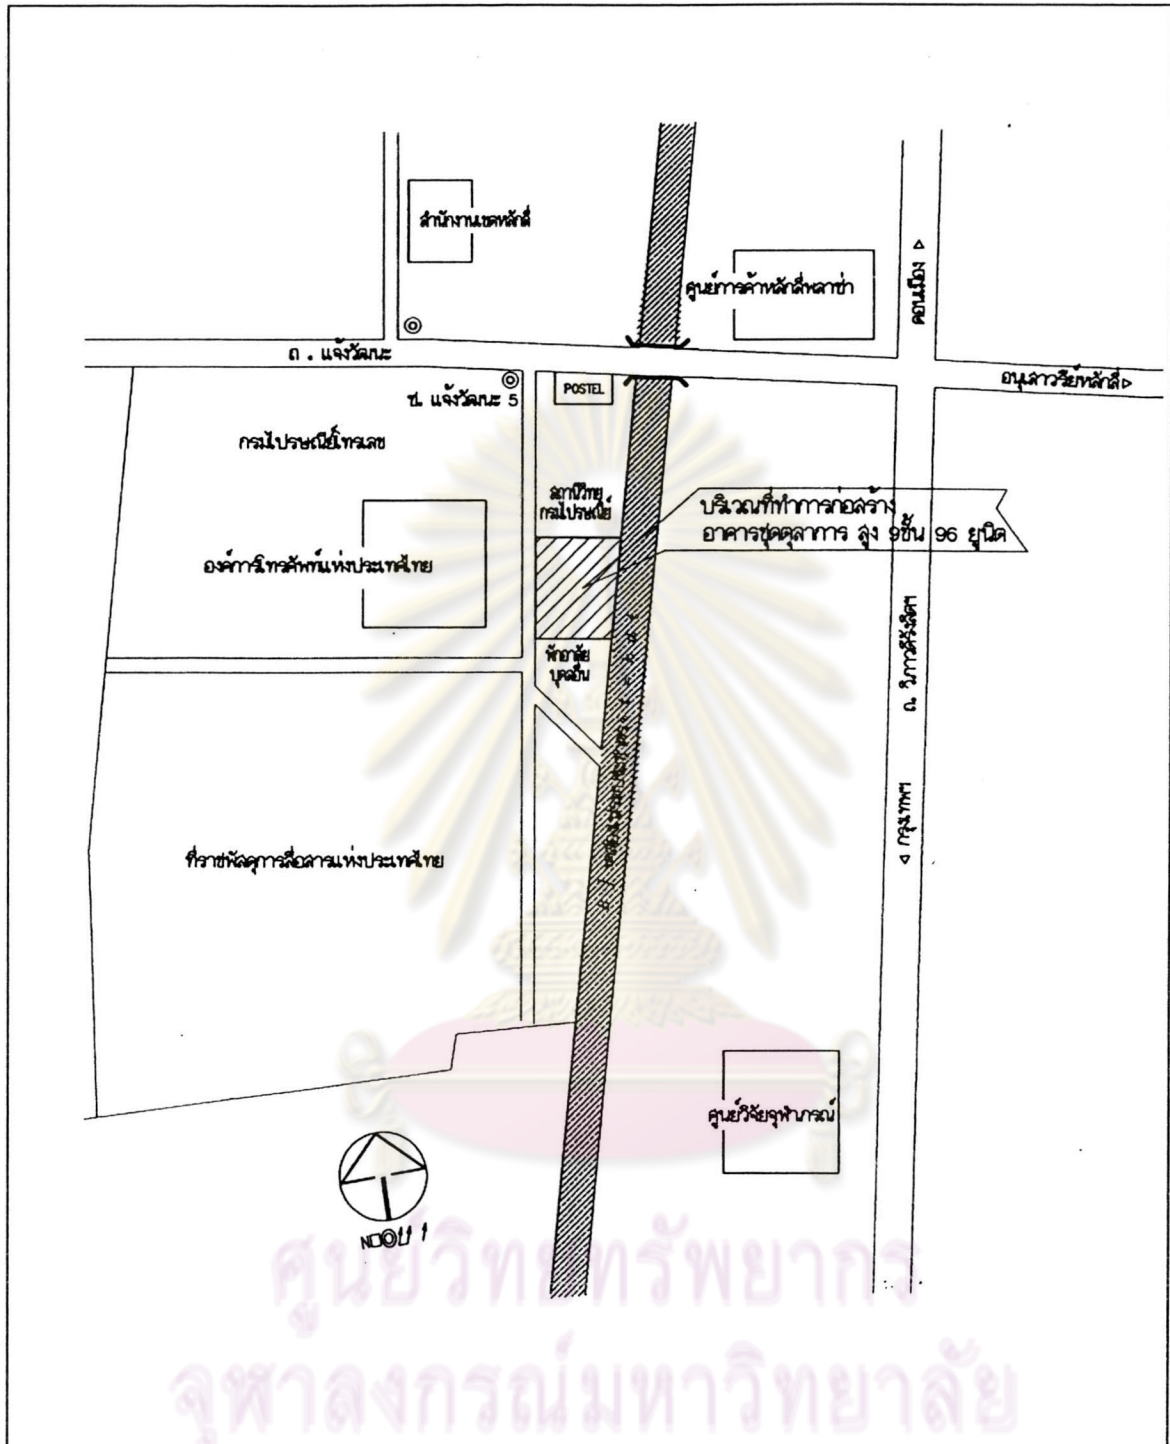 สำนักงานเขตหลักสี่
ศูนย์การค้าหลักสี่พลาซ่า
ดอนเมือง
ถ. แจ้งวัฒนะ
อนุสาวรีย์หลักสี่
ซ. แจ้งวัฒนะ 5
POSTEL
กรมไปรษณีย์โทรเลข
สถานีวิทยุ
กรมไปรษณีย์
บริเวณที่ทำการก่อสร้าง
อาคารชุดตุลาการ สูง 9ชั้น 96 ยูนิต
องค์การโทรศัพท์แห่งประเทศไทย
ถ. วิภาวดีรังสิตฯ
พักอาศัย
บุคคลอื่น
กรุงเทพฯ
ที่ราชพัสดุการสื่อสารแห่งประเทศไทย
ศูนย์วิจัยจุฬาภรณ์
ศูนย์วิทยทรัพยากร
จุฬาลงกรณ์มหาวิทยาลัย